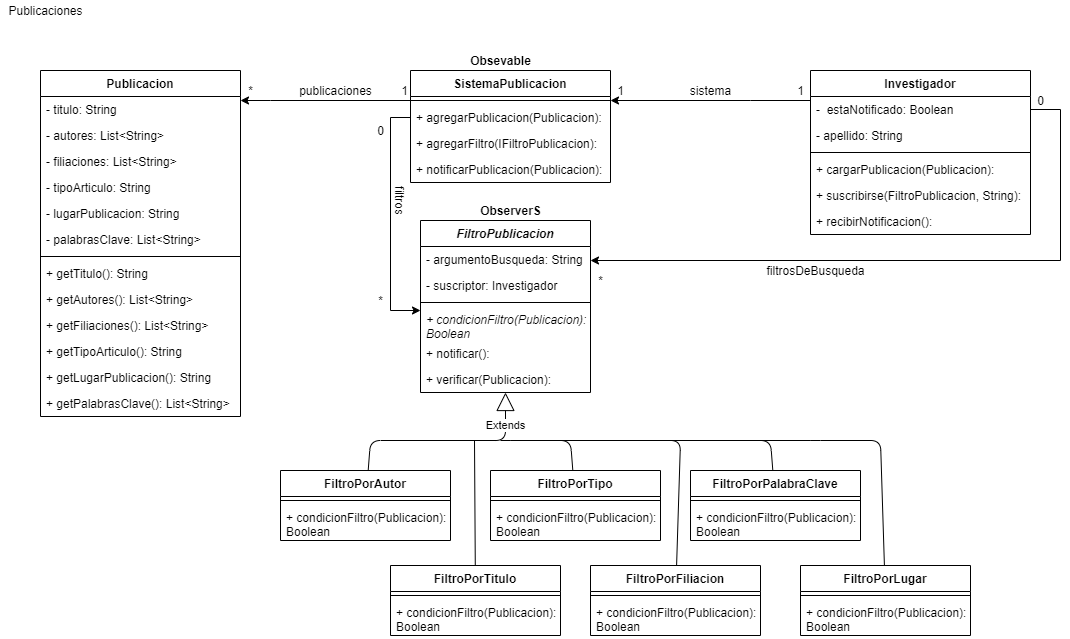 Publicaciones
Publicacion
- titulo: String
- autores: List<String>
- filiaciones: List<String>
- tipoArticulo: String
- lugarPublicacion: String
- palabrasClave: List<String>
+ getTitulo(): String
+ getAutores(): List<String>
+ getFiliaciones(): List<String>
+ getTipoArticulo(): String
+ getLugarPublicacion(): String
+ getPalabrasClave(): List<String>
*
publicaciones
1
Obsevable
SistemaPublicacion
+ agregarPublicacion(Publicacion):
+ agregarFiltro(IFiltroPublicacion):
+ notificarPublicacion(Publicacion):
1
sistema
1
Investigador
- estaNotificado: Boolean
- apellido: String
+ cargarPublicacion(Publicacion):
+ suscribirse(FiltroPublicacion, String):
+ recibirNotificacion():
0
0
filtros
*
ObserverS
FiltroPublicacion
- argumentoBusqueda: String
- suscriptor: Investigador
+ condicionFiltro(Publicacion):
Boolean
+ notificar():
+ verificar(Publicacion):
*
filtrosDeBusqueda
Extends
FiltroPorAutor
+ condicionFiltro(Publicacion):
Boolean
FiltroPorTipo
+ condicionFiltro(Publicacion):
Boolean
FiltroPorPalabraClave
+ condicionFiltro(Publicacion):
Boolean
FiltroPorTitulo
+ condicionFiltro(Publicacion):
Boolean
FiltroPorFiliacion
+ condicionFiltro(Publicacion):
Boolean
FiltroPorLugar
+ condicionFiltro(Publicacion):
Boolean